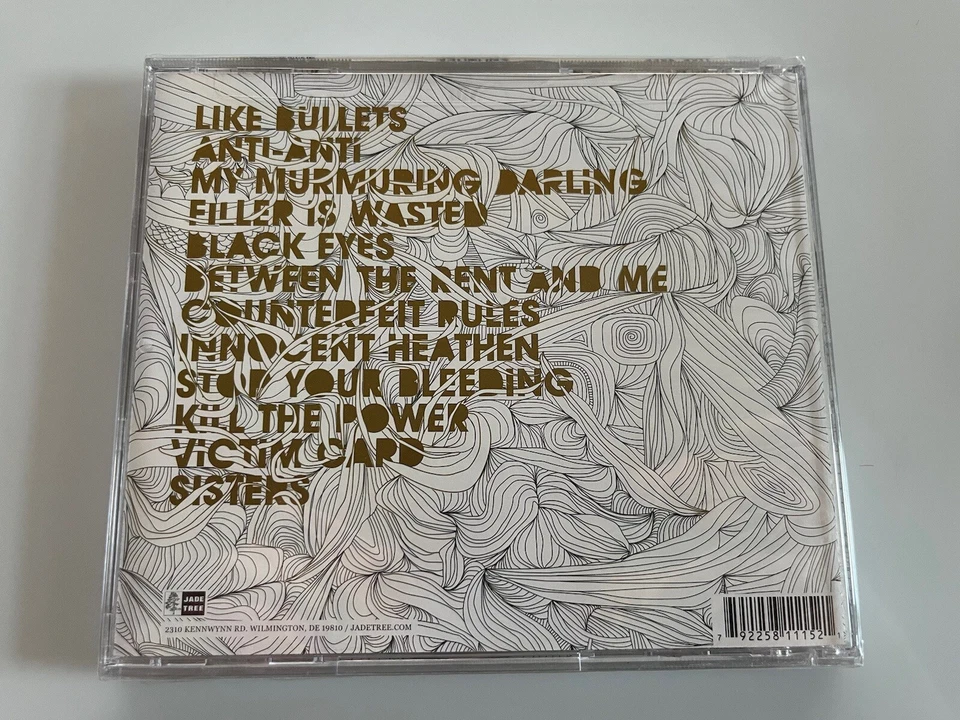 LIKE BULLETS
ANTI-ANTI
MY MURMURING DARLING
FILLER IS WASTED
BLACK EYES
BETWEEN THE RENT AND ME
COUNTERFEIT RULES
INNOCENT HEATHEN
STOP YOUR BLEEDING
KILL THE POWER
VICTIM CARD
SISTERS
JADE
TREE
2310 KENNWYNN RD. WILMINGTON, DE 19810 / JADETREE.COM
7 92258 11152